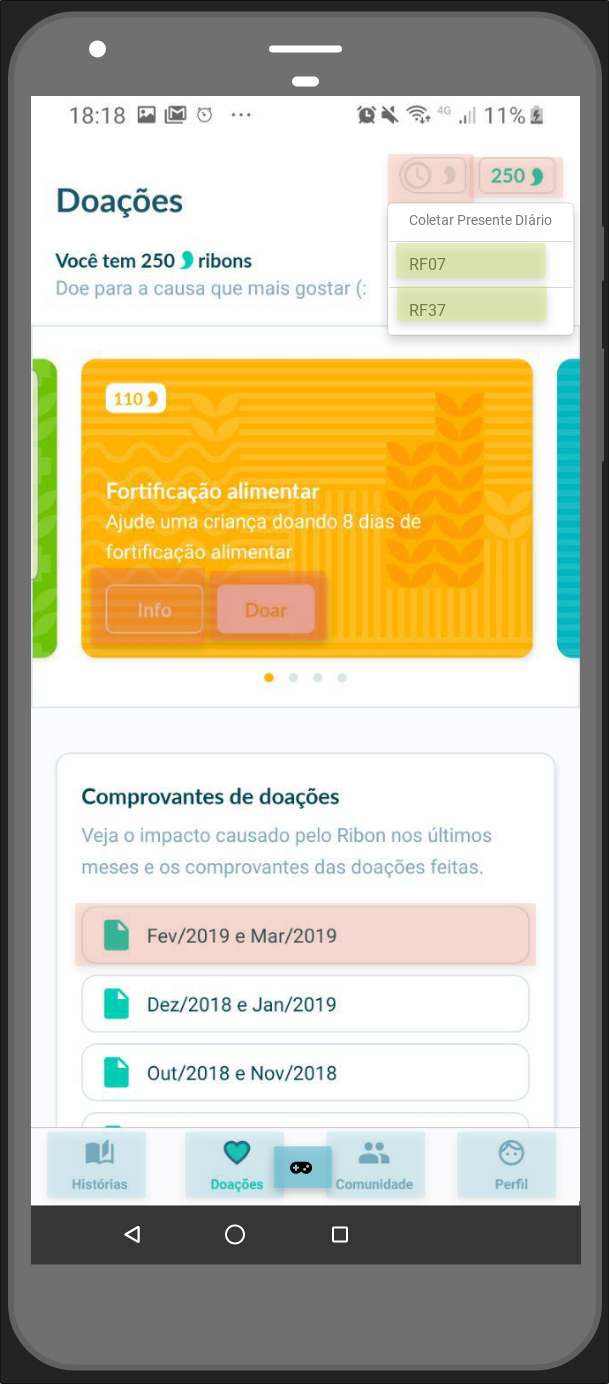 18:18
4G
11%
Doações
250
Coletar Presente DIário
RF07
RF37
Você tem 250 ribons
Doe para a causa que mais gostar (:
110
Fortificação alimentar
Ajude uma criança doando 8 dias de
fortificação alimentar
Info
Doar
Comprovantes de doações
Veja o impacto causado pelo Ribon nos últimos
meses e os comprovantes das doações feitas.
Fev/2019 e Mar/2019
Dez/2018 e Jan/2019
Out/2018 e Nov/2018
Histórias
Doações
Comunidade
Perfil